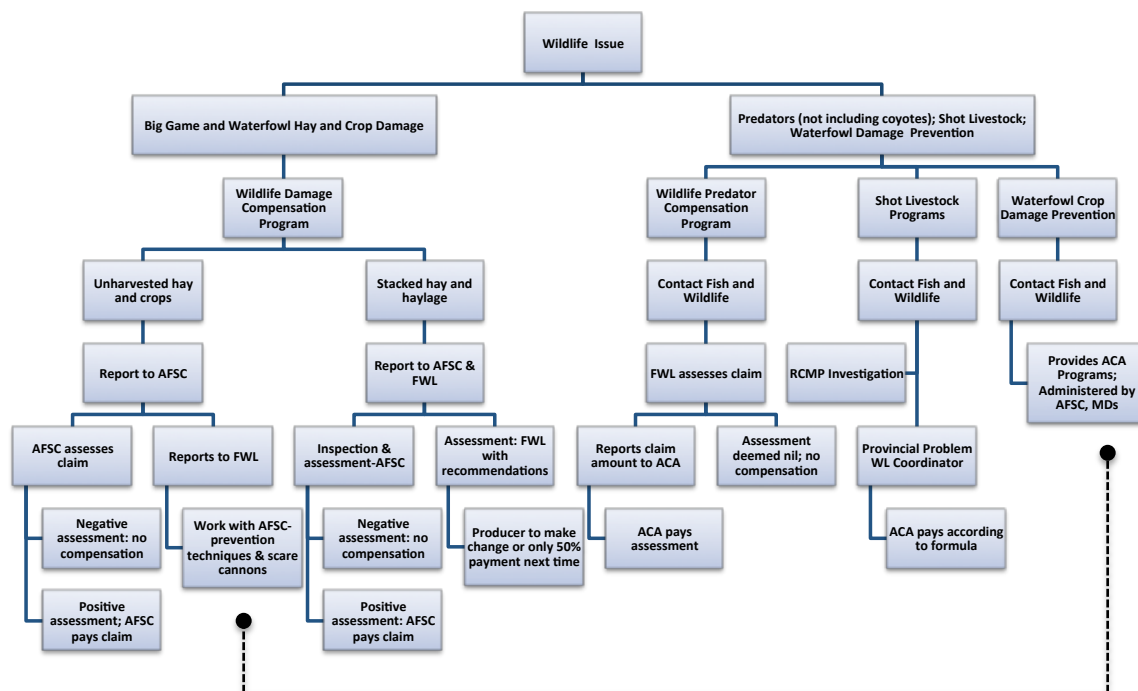 Wildlife Issue
Big Game and Waterfowl Hay and Crop Damage
Predators (not including coyotes); Shot Livestock;
Waterfowl Damage Prevention
Wildlife Damage
Compensation
Program
Wildlife Predator
Compensation
Program
Shot Livestock
Programs
Waterfowl Crop
Damage Prevention
Unharvested hay
and crops
Stacked hay and
haylage
Contact Fish and
Wildlife
Contact Fish and
Wildlife
Contact Fish and
Wildlife
Report to AFSC
Report to AFSC &
FWL
FWL assesses claim
RCMP Investigation
Provides ACA
Programs;
Administered by
AFSC, MDs
AFSC assesses
claim
Reports to FWL
Inspection &
assessment-AFSC
Assessment: FWL
with
recommendations
Reports claim
amount to ACA
Assessment
deemed nil; no
compensation
Provincial Problem
WL Coordinator
Negative
assessment: no
compensation
Work with AFSC-
prevention
techniques & scare
cannons
Negative
assessment: no
compensation
Producer to make
change or only 50%
payment next time
ACA pays
assessment
ACA pays according
to formula
Positive
assessment; AFSC
pays claim
Positive
assessment: AFSC
pays claim